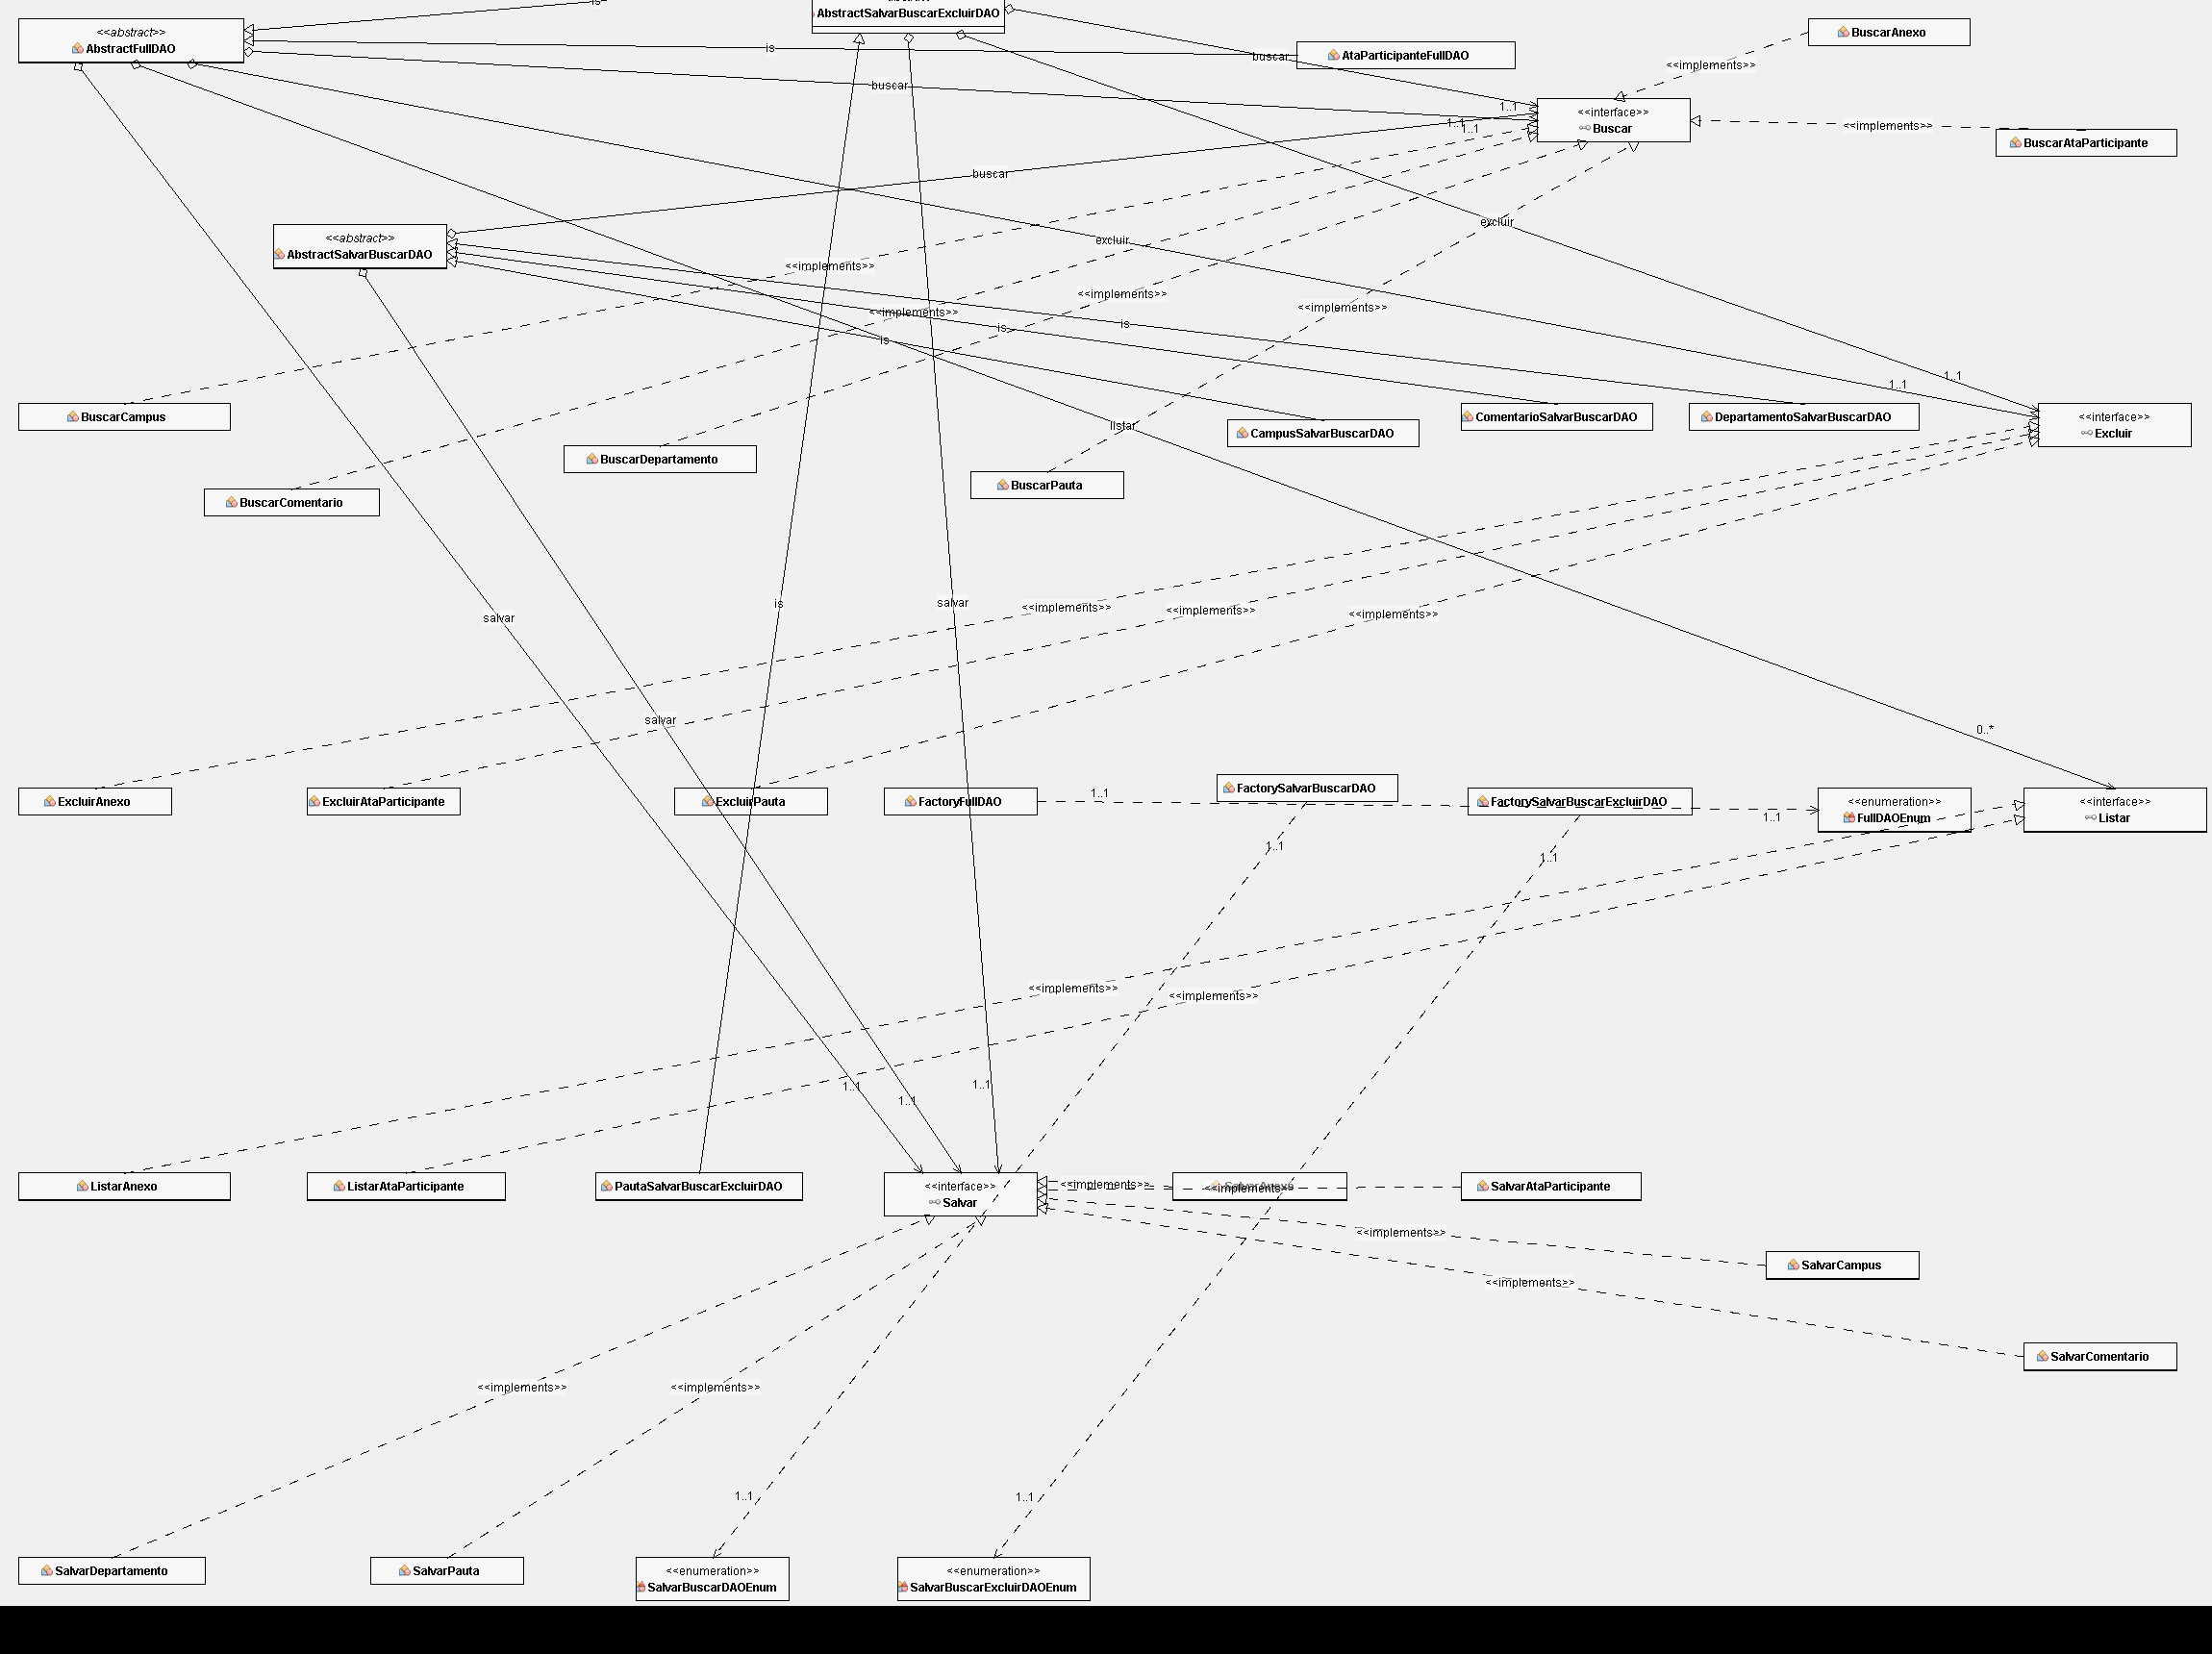 is
AbstractSalvarBuscarExcluirDAO
<<abstract>>
AbstractFullDAO
BuscarAnexo
is
AtaParticipanteFullDAO
buscar
<<implements>>
buscar
1..1
<<interface>>
Buscar
1..1
1..1
<<implements>>
BuscarAtaParticipante
buscar
excluir
<<abstract>>
AbstractSalvarBuscarDAO
excluir
<<implements>>
<<implements>>
<<implements>>
<<implements>>
is
is
is
1..1
1..1
BuscarCampus
ComentarioSalvarBuscarDAO
DepartamentoSalvarBuscarDAO
<<interface>>
Excluir
CampusSalvarBuscarDAO
listar
BuscarDepartamento
BuscarPauta
BuscarComentario
is
salvar
<<implements>>
<<implements>>
<<implements>>
salvar
salvar
0..*
FactorySalvarBuscarDAO
1..1
ExcluirAnexo
ExcluirAtaParticipante
ExcluirPauta
FactoryFullDAO
FactorySalvarBuscarExcluirDAO
<<enumeration>>
FullDAOEnum
<<interface>>
Listar
1..1
1..1
1..1
<<implements>>
<<implements>>
1..1
1..1
1..1
ListarAnexo
ListarAtaParticipante
PautaSalvarBuscarExcluirDAO
<<interface>>
Salvar
<<implements>>
SalvarAnexo
<<implements>>
SalvarAtaParticipante
<<implements>>
SalvarCampus
<<implements>>
SalvarComentario
<<implements>>
<<implements>>
1..1
1..1
SalvarDepartamento
SalvarPauta
<<enumeration>>
SalvarBuscarDAOEnum
<<enumeration>>
SalvarBuscarExcluirDAOEnum